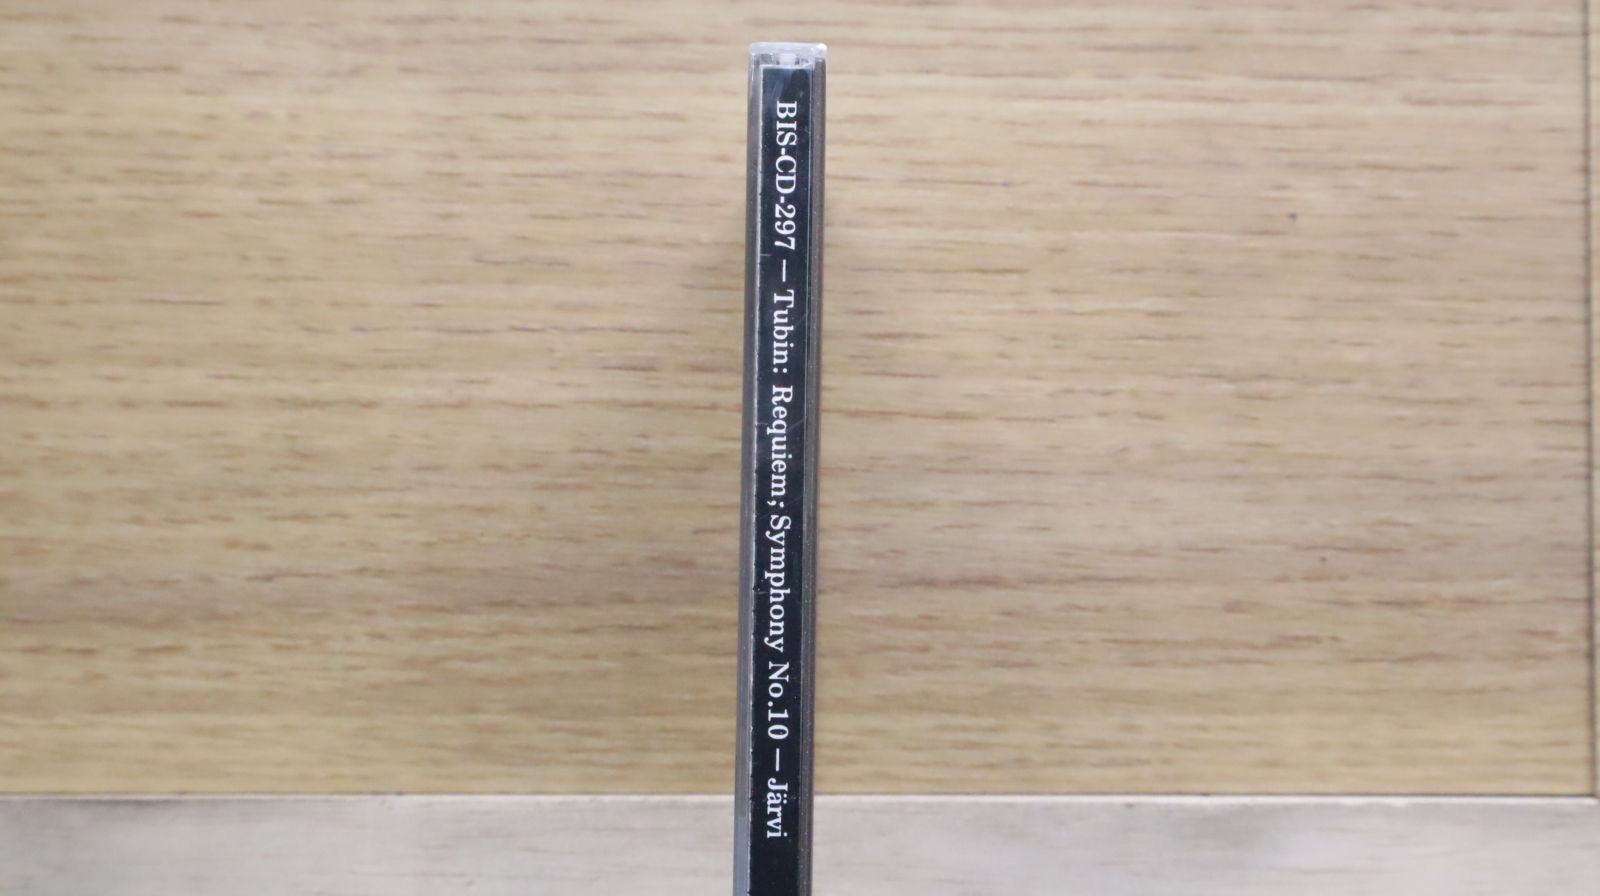 BIS-CD-297 — Tubin: Requiem; Symphony No.10 — Järvi